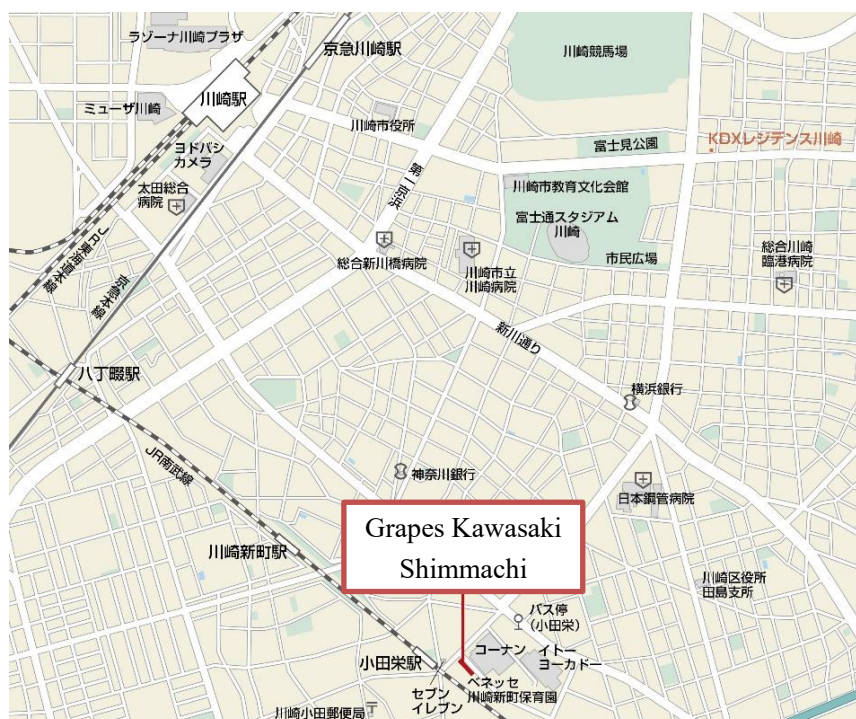 ラゾーナ川崎プラザ
京急川崎駅
川崎競馬場
川崎駅
ミューザ川崎
川崎市役所
ヨドバシ
カメラ
富士見公園
KDXレジデンス川崎
第一京浜
太田総合
病院
川崎市教育文化会館
富士通スタジアム
川崎
JR東海道本線
京急本線
総合新川橋病院
川崎市立
川崎病院
市民広場
総合川崎
臨港病院
新川通り
八丁畷駅
横浜銀行
JR南武線
神奈川銀行
日本鋼管病院
Grapes Kawasaki
Shimmachi
川崎新町駅
川崎区役所
田島支所
バス停
(小田栄)
コーナン
イトー
ヨーカドー
小田栄駅
セブン
イレブン
ベネッセ
川崎新町保育園
川崎小田郵便局